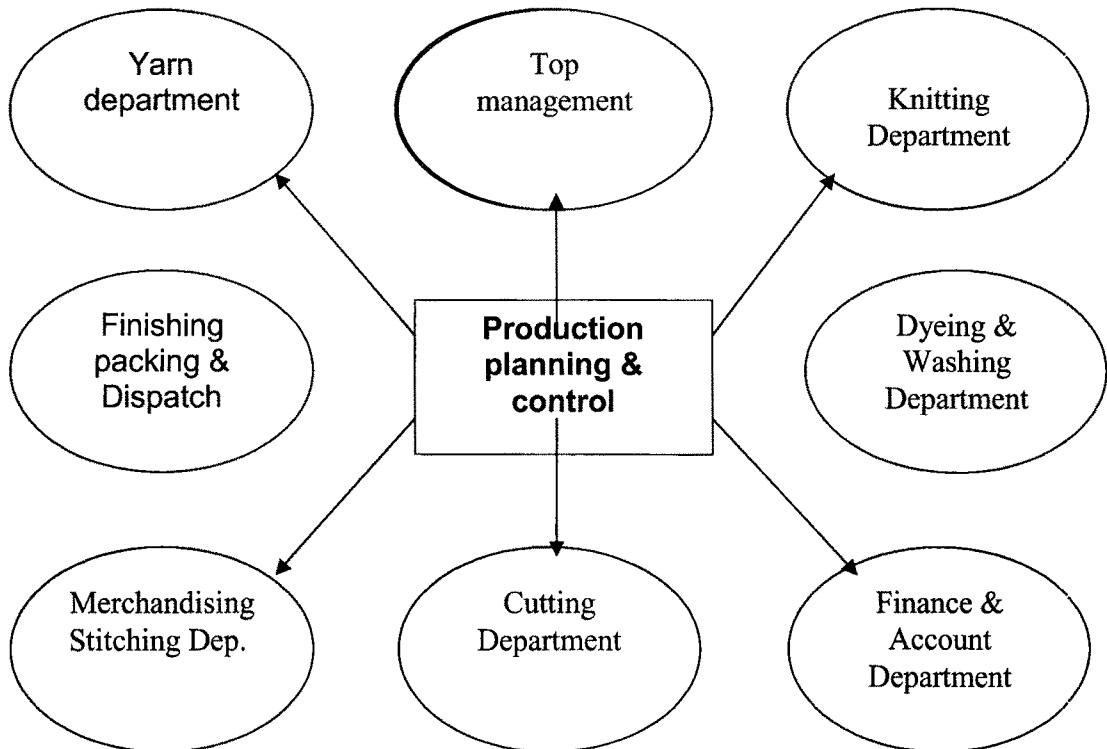 Yarn
department
Top
management
Knitting
Department
Finishing
packing &
Dispatch
Production
planning &
control
Dyeing &
Washing
Department
Merchandising
Stitching Dep.
Cutting
Department
Finance &
Account
Department